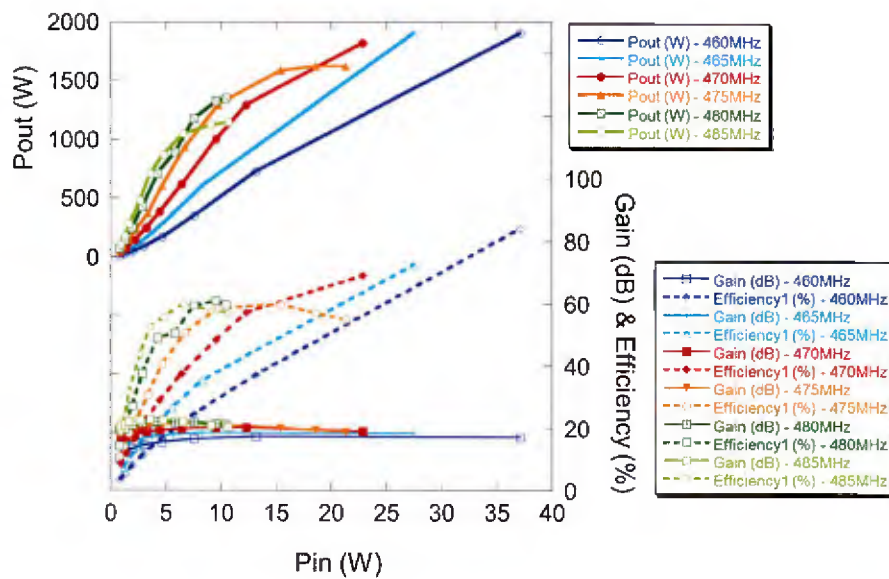 2000
1500
1000
500
0
Pout (W)
Pout (W) - 460MHz
Pout (W) - 465MHz
Pout (W) - 470MHz
Pout (W) - 475MHz
Pout (W) - 480MHz
Pout (W) - 485MHz
100
80
60
40
20
0
Gain (dB) & Efficiency (%)
Gain (dB) - 460MHz
Efficiency1 (%) - 460MHz
Gain (dB) - 465MHz
Efficiency1 (%) - 465MHz
Gain (dB) - 470MHz
Efficiency1 (%) - 470MHz
Gain (dB) - 475MHz
Efficiency1 (%) - 475MHz
Gain (dB) - 480MHz
Efficiency1 (%) - 480MHz
Gain (dB) - 485MHz
Efficiency1 (%) - 485MHz
0 5 10 15 20 25 30 35 40
Pin (W)